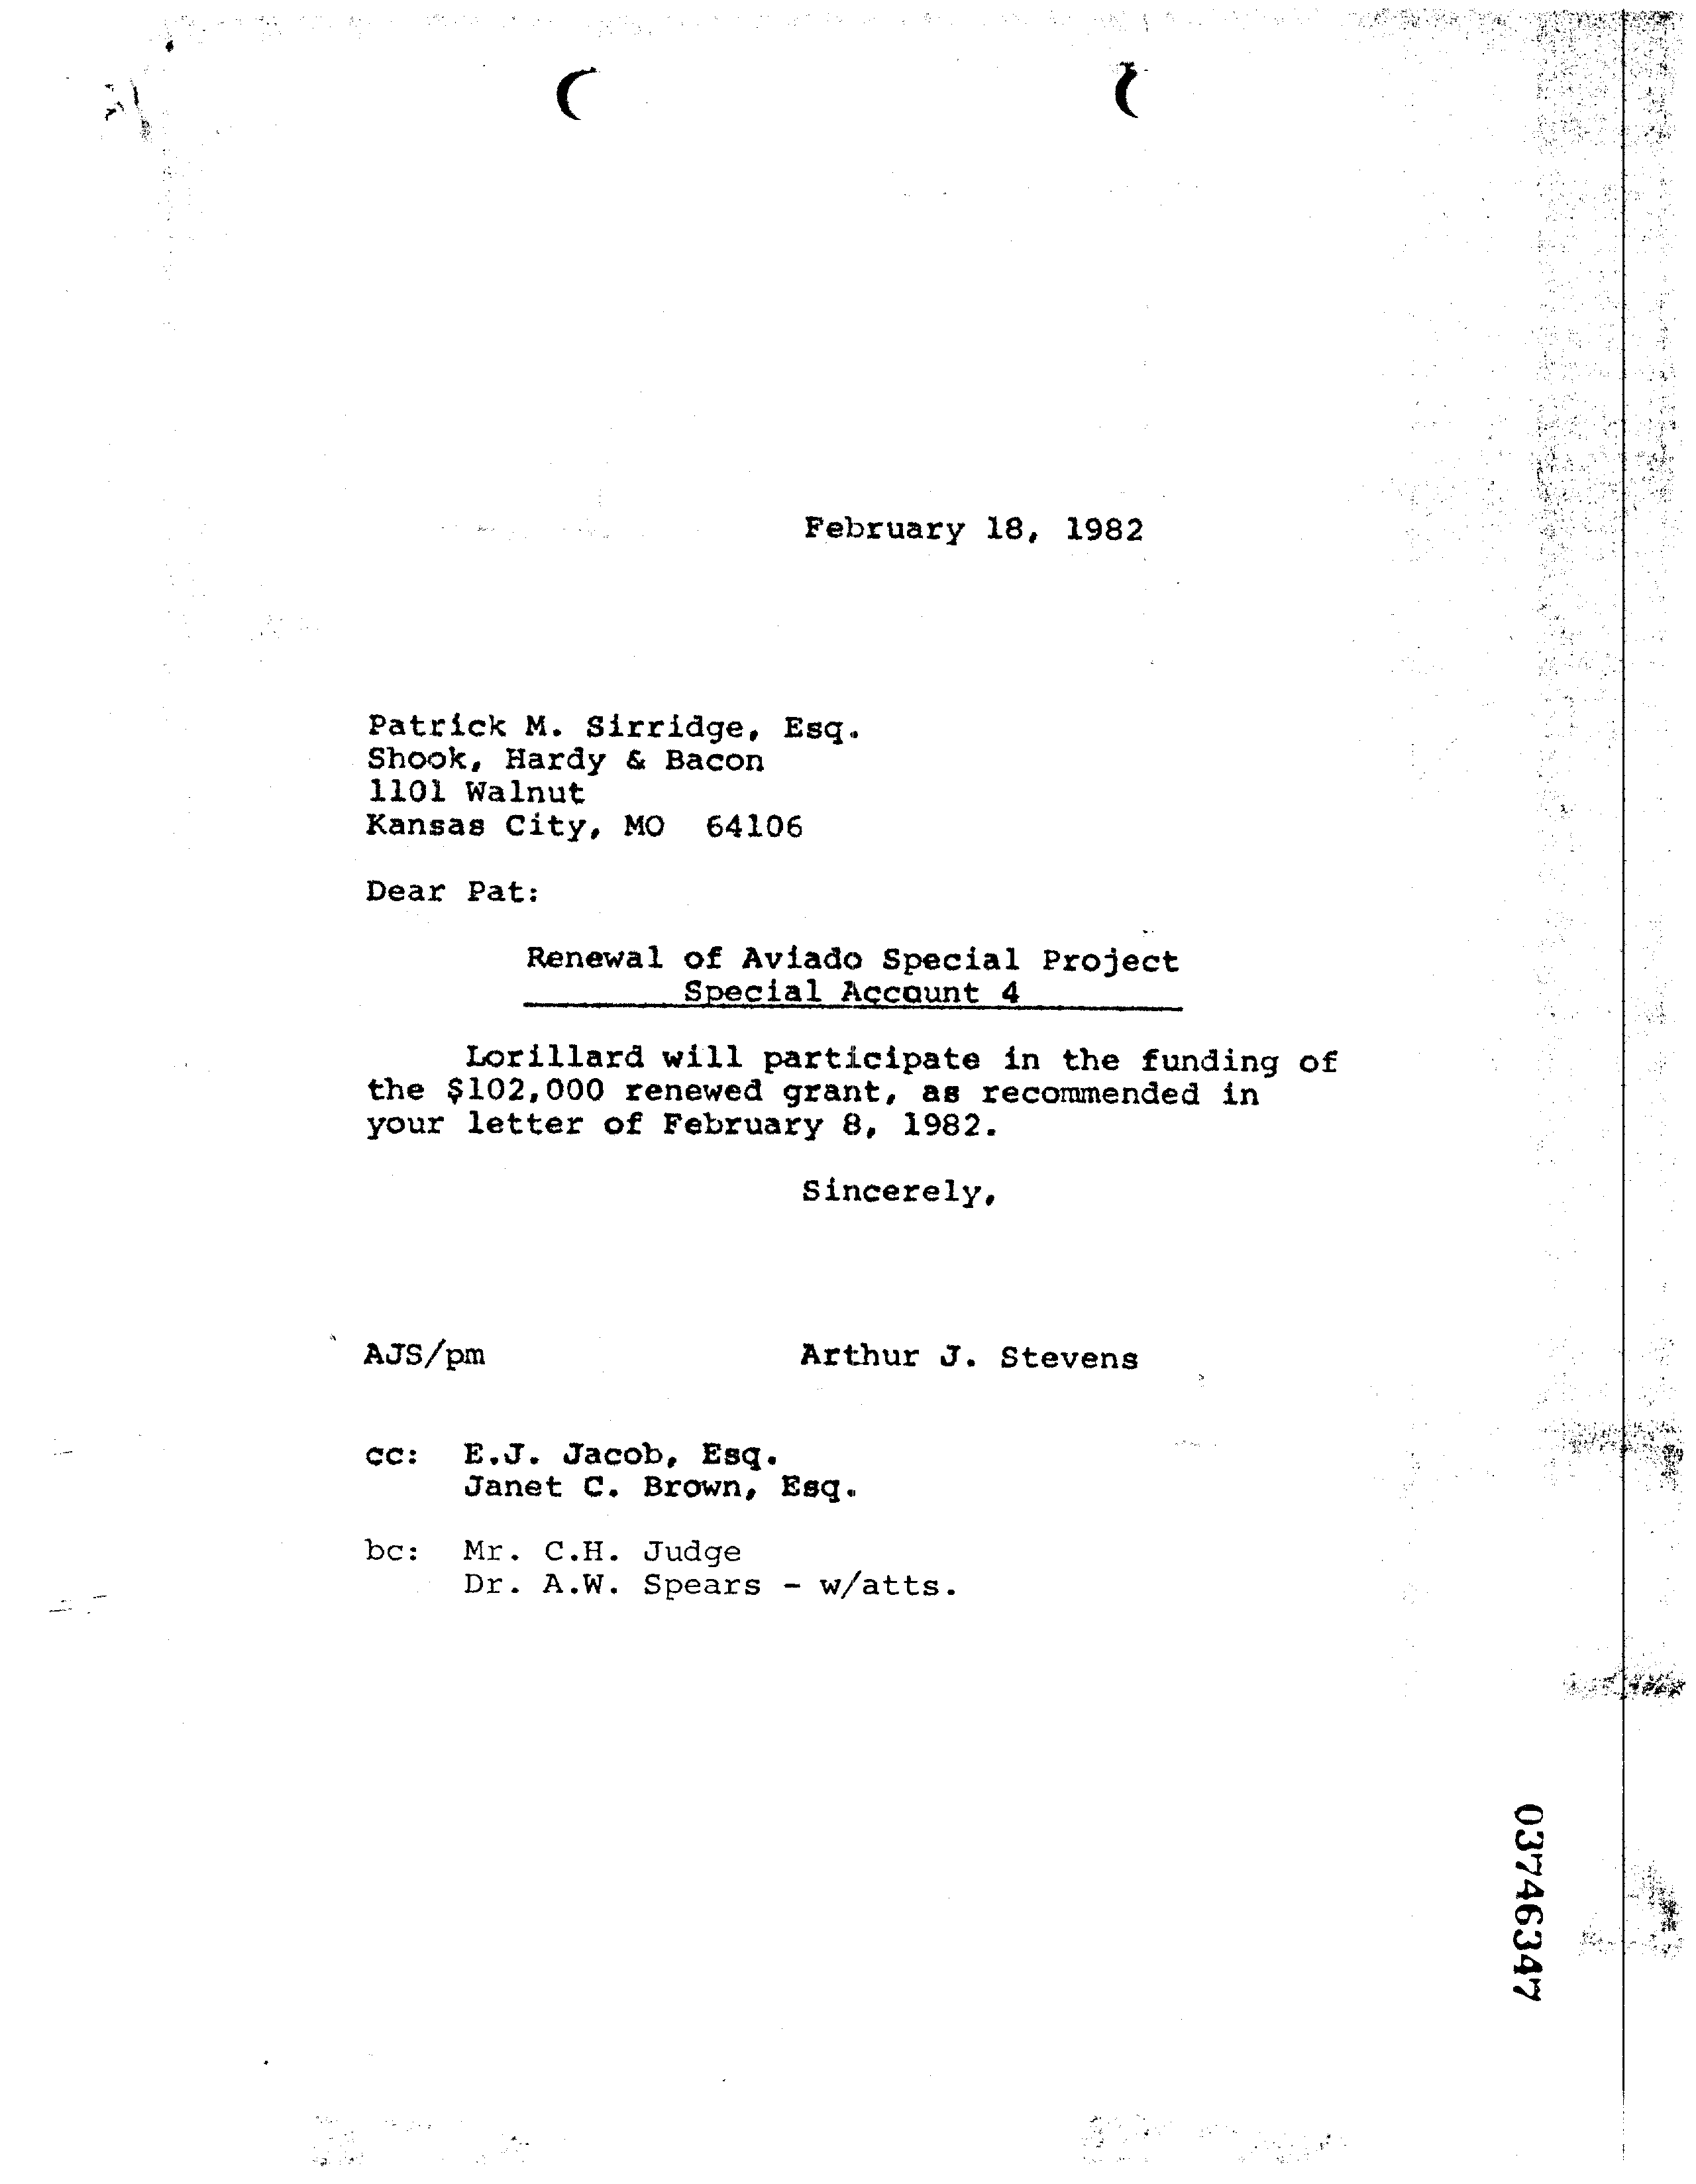 February 18, 1982
Patrick M. Sirridge, Esq.
Shook, Hardy & Bacon
1101 Walnut
Kansas City, MO 64106
Dear Pat:
Renewal of Aviado Special Project
Special Account 4
Lorillard will participate in the funding of
the $102,000 renewed grant, as recommended in
your letter of February 8, 1982.
Sincerely,
AJS/pm Arthur J. Stevens
cc: E.J. Jacob, Esq.
Janet C. Brown, Esq.
bc: Mr. C.H. Judge
Dr. A.W. Spears - w/atts.
03746347